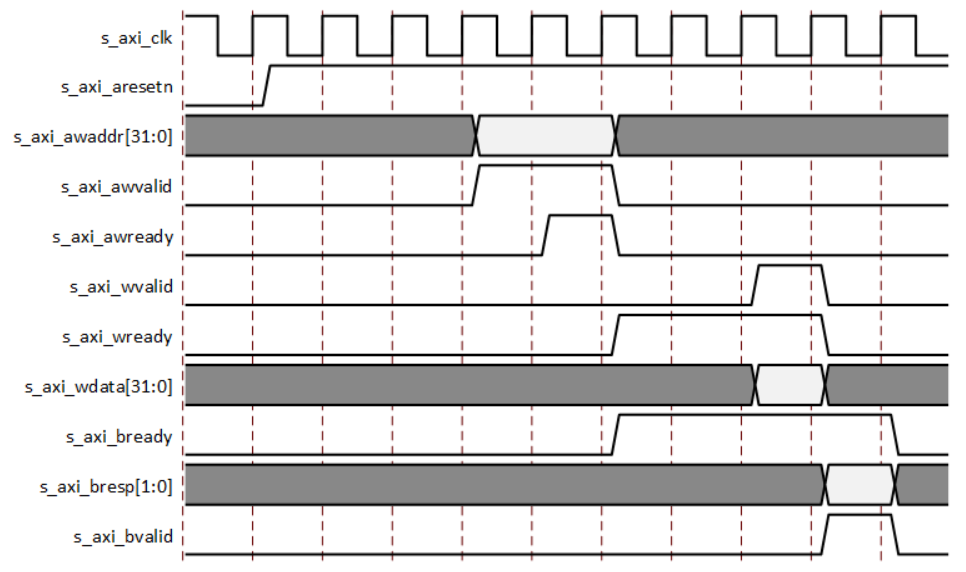 s_axi_clk
s_axi_aresetn
s_axi_awaddr[31:0]
s_axi_awvalid
s_axi_awready
s_axi_wvalid
s_axi_wready
s_axi_wdata[31:0]
s_axi_bready
s_axi_bresp[1:0]
s_axi_bvalid